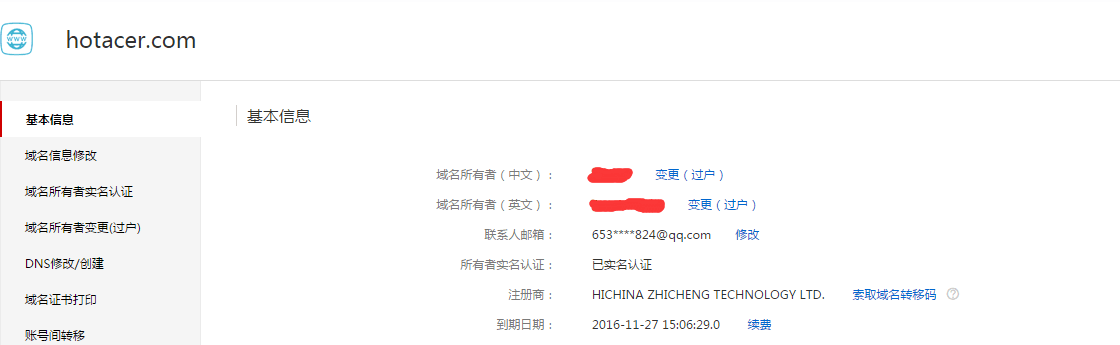 WWW
hotacer.com
基本信息
域名信息修改
域名所有者实名认证
域名所有者变更(过户)
DNS修改/创建
域名证书打印
账号间转移
基本信息
域名所有者（中文）： 变更（过户）
域名所有者（英文）： 变更（过户）
联系人邮箱： 653****824@qq.com 修改
所有者实名认证： 已实名认证
注册商： HICHINA ZHICHENG TECHNOLOGY LTD. 索取域名转移码 ?
到期日期： 2016-11-27 15:06:29.0 续费